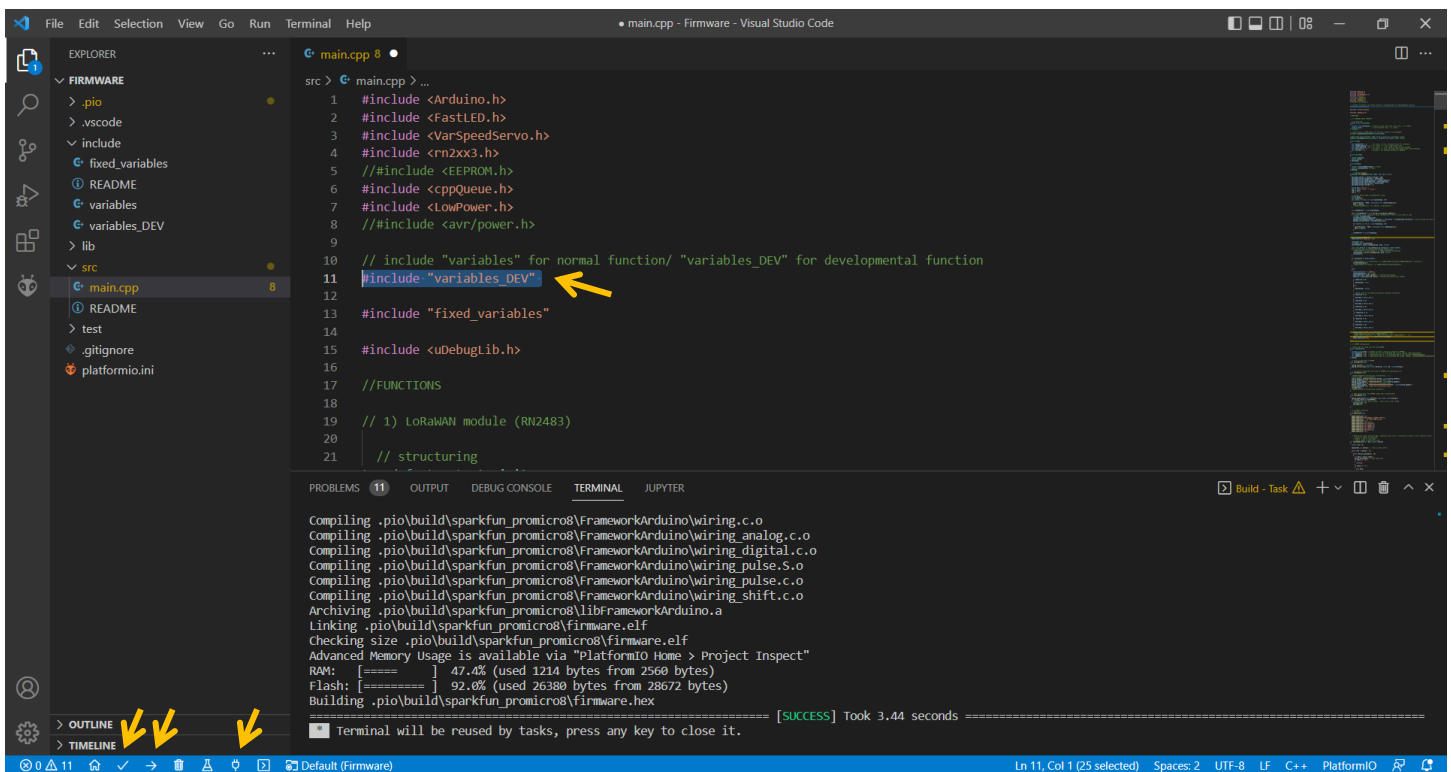 File Edit Selection View Go Run Terminal Help
● main.cpp - Firmware - Visual Studio Code
EXPLORER
FIRMWARE
.pio
.vscode
include
fixed_variables
README
variables
variables_DEV
lib
src
main.cpp 8
README
test
.gitignore
platformio.ini
OUTLINE
TIMELINE
main.cpp 8 ●
src > main.cpp > ...
1 #include <Arduino.h>
2 #include <FastLED.h>
3 #include <VarSpeedServo.h>
4 #include <rn2xx3.h>
5 //#include <EEPROM.h>
6 #include <cppQueue.h>
7 #include <LowPower.h>
8 //#include <avr/power.h>
9
10 // include "variables" for normal function/ "variables_DEV" for developmental function
11 #include "variables_DEV"
12
13 #include "fixed_variables"
14
15 #include <uDebugLib.h>
16
17 //FUNCTIONS
18
19 // 1) LoRaWAN module (RN2483)
20
21 // structuring
PROBLEMS 11 OUTPUT DEBUG CONSOLE TERMINAL JUPYTER
Build - Task
Compiling .pio\build\sparkfun_promicro8\FrameworkArduino\wiring.c.o
Compiling .pio\build\sparkfun_promicro8\FrameworkArduino\wiring_analog.c.o
Compiling .pio\build\sparkfun_promicro8\FrameworkArduino\wiring_digital.c.o
Compiling .pio\build\sparkfun_promicro8\FrameworkArduino\wiring_pulse.S.o
Compiling .pio\build\sparkfun_promicro8\FrameworkArduino\wiring_pulse.c.o
Compiling .pio\build\sparkfun_promicro8\FrameworkArduino\wiring_shift.c.o
Archiving .pio\build\sparkfun_promicro8\libFrameworkArduino.a
Linking .pio\build\sparkfun_promicro8\firmware.elf
Checking size .pio\build\sparkfun_promicro8\firmware.elf
Advanced Memory Usage is available via "PlatformIO Home > Project Inspect"
RAM: [===== ] 47.4% (used 1214 bytes from 2560 bytes)
Flash: [========= ] 92.0% (used 26380 bytes from 28672 bytes)
Building .pio\build\sparkfun_promicro8\firmware.hex
[SUCCESS] Took 3.44 seconds
* Terminal will be reused by tasks, press any key to close it.
0 11 Default (Firmware) Ln 11, Col 1 (25 selected) Spaces: 2 UTF-8 LF C++ PlatformIO